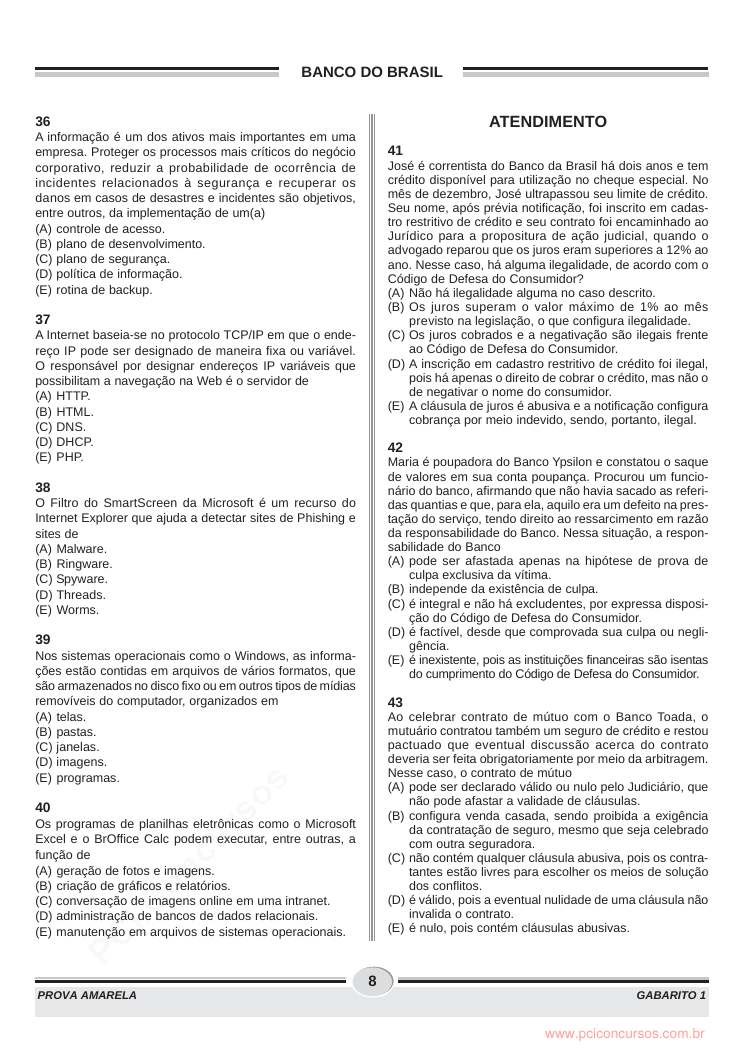 BANCO DO BRASIL
36
A informação é um dos ativos mais importantes em uma
empresa. Proteger os processos mais críticos do negócio
corporativo, reduzir a probabilidade de ocorrência de
incidentes relacionados à segurança e recuperar os
danos em casos de desastres e incidentes são objetivos,
entre outros, da implementação de um(a)
(A) controle de acesso.
(B) plano de desenvolvimento.
(C) plano de segurança.
(D) política de informação.
(E) rotina de backup.
37
A Internet baseia-se no protocolo TCP/IP em que o ende-
reço IP pode ser designado de maneira fixa ou variável.
O responsável por designar endereços IP variáveis que
possibilitam a navegação na Web é o servidor de
(A) HTTP.
(B) HTML.
(C) DNS.
(D) DHCP.
(E) PHP.
38
O Filtro do SmartScreen da Microsoft é um recurso do
Internet Explorer que ajuda a detectar sites de Phishing e
sites de
(A) Malware.
(B) Ringware.
(C) Spyware.
(D) Threads.
(E) Worms.
39
Nos sistemas operacionais como o Windows, as informa-
ções estão contidas em arquivos de vários formatos, que
são armazenados no disco fixo ou em outros tipos de mídias
removíveis do computador, organizados em
(A) telas.
(B) pastas.
(C) janelas.
(D) imagens.
(E) programas.
40
Os programas de planilhas eletrônicas como o Microsoft
Excel e o BrOffice Calc podem executar, entre outras, a
função de
(A) geração de fotos e imagens.
(B) criação de gráficos e relatórios.
(C) conversação de imagens online em uma intranet.
(D) administração de bancos de dados relacionais.
(E) manutenção em arquivos de sistemas operacionais.
ATENDIMENTO
41
José é correntista do Banco da Brasil há dois anos e tem
crédito disponível para utilização no cheque especial. No
mês de dezembro, José ultrapassou seu limite de crédito.
Seu nome, após prévia notificação, foi inscrito em cadas-
tro restritivo de crédito e seu contrato foi encaminhado ao
Jurídico para a propositura de ação judicial, quando o
advogado reparou que os juros eram superiores a 12% ao
ano. Nesse caso, há alguma ilegalidade, de acordo com o
Código de Defesa do Consumidor?
(A) Não há ilegalidade alguma no caso descrito.
(B) Os juros superam o valor máximo de 1% ao mês
previsto na legislação, o que configura ilegalidade.
(C) Os juros cobrados e a negativação são ilegais frente
ao Código de Defesa do Consumidor.
(D) A inscrição em cadastro restritivo de crédito foi ilegal,
pois há apenas o direito de cobrar o crédito, mas não o
de negativar o nome do consumidor.
(E) A cláusula de juros é abusiva e a notificação configura
cobrança por meio indevido, sendo, portanto, ilegal.
42
Maria é poupadora do Banco Ypsilon e constatou o saque
de valores em sua conta poupança. Procurou um funcio-
nário do banco, afirmando que não havia sacado as referi-
das quantias e que, para ela, aquilo era um defeito na pres-
tação do serviço, tendo direito ao ressarcimento em razão
da responsabilidade do Banco. Nessa situação, a respon-
sabilidade do Banco
(A) pode ser afastada apenas na hipótese de prova de
culpa exclusiva da vítima.
(B) independe da existência de culpa.
(C) é integral e não há excludentes, por expressa disposi-
ção do Código de Defesa do Consumidor.
(D) é factível, desde que comprovada sua culpa ou negli-
gência.
(E) é inexistente, pois as instituições financeiras são isentas
do cumprimento do Código de Defesa do Consumidor.
43
Ao celebrar contrato de mútuo com o Banco Toada, o
mutuário contratou também um seguro de crédito e restou
pactuado que eventual discussão acerca do contrato
deveria ser feita obrigatoriamente por meio da arbitragem.
Nesse caso, o contrato de mútuo
(A) pode ser declarado válido ou nulo pelo Judiciário, que
não pode afastar a validade de cláusulas.
(B) configura venda casada, sendo proibida a exigência
da contratação de seguro, mesmo que seja celebrado
com outra seguradora.
(C) não contém qualquer cláusula abusiva, pois os contra-
tantes estão livres para escolher os meios de solução
dos conflitos.
(D) é válido, pois a eventual nulidade de uma cláusula não
invalida o contrato.
(E) é nulo, pois contém cláusulas abusivas.
PROVA AMARELA
8
GABARITO 1
www.pciconcursos.com.br